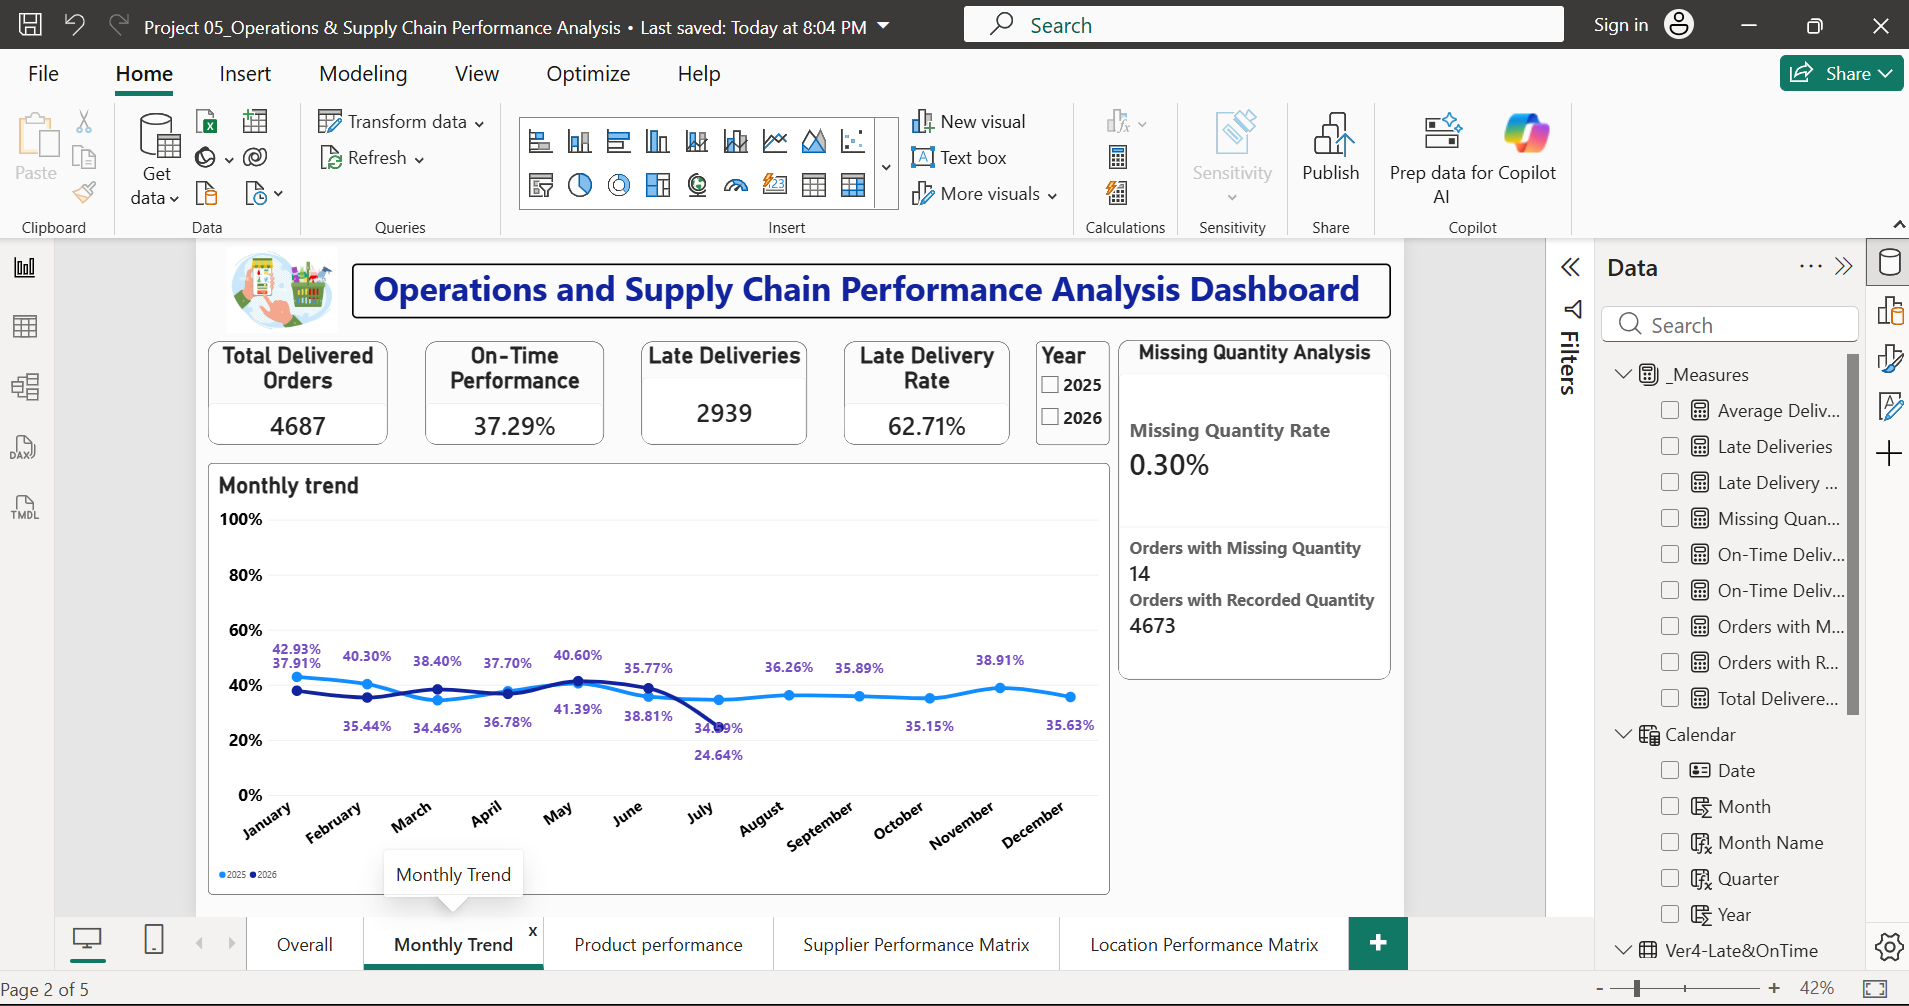 Project 05_Operations & Supply Chain Performance Analysis • Last saved: Today at 8:04 PM
Search
Sign in
File
Home
Insert
Modeling
View
Optimize
Help
Share
Paste
Clipboard
Get data
Data
Transform data
Refresh
Queries
Insert
New visual
Text box
More visuals
Calculations
Sensitivity
Sensitivity
Publish
Share
Prep data for AI
Copilot
Copilot
Operations and Supply Chain Performance Analysis Dashboard
Total Delivered
Orders
4687
On-Time
Performance
37.29%
Late Deliveries
2939
Late Delivery
Rate
62.71%
Year
2025
2026
Missing Quantity Analysis
Missing Quantity Rate
0.30%
Orders with Missing Quantity
14
Orders with Recorded Quantity
4673
Monthly trend
100%
80%
60%
40%
20%
0%
42.93%
37.91%
40.30%
38.40%
37.70%
40.60%
35.77%
36.26%
35.89%
38.91%
35.44%
34.46%
36.78%
41.39%
38.81%
24.64%
35.15%
35.63%
January
February
March
April
May
June
July
August
September
October
November
December
2025
2026
Monthly Trend
Filters
Data
Search
_Measures
Average Deliv...
Late Deliveries
Late Delivery ...
Missing Quan...
On-Time Deliv...
On-Time Deliv...
Orders with M...
Orders with R...
Total Delivere...
Calendar
Date
Month
Month Name
Quarter
Year
Ver4-Late&OnTime
DAX
TMDL
Overall
Monthly Trend
x
Product performance
Supplier Performance Matrix
Location Performance Matrix
+
Page 2 of 5
-
+
42%